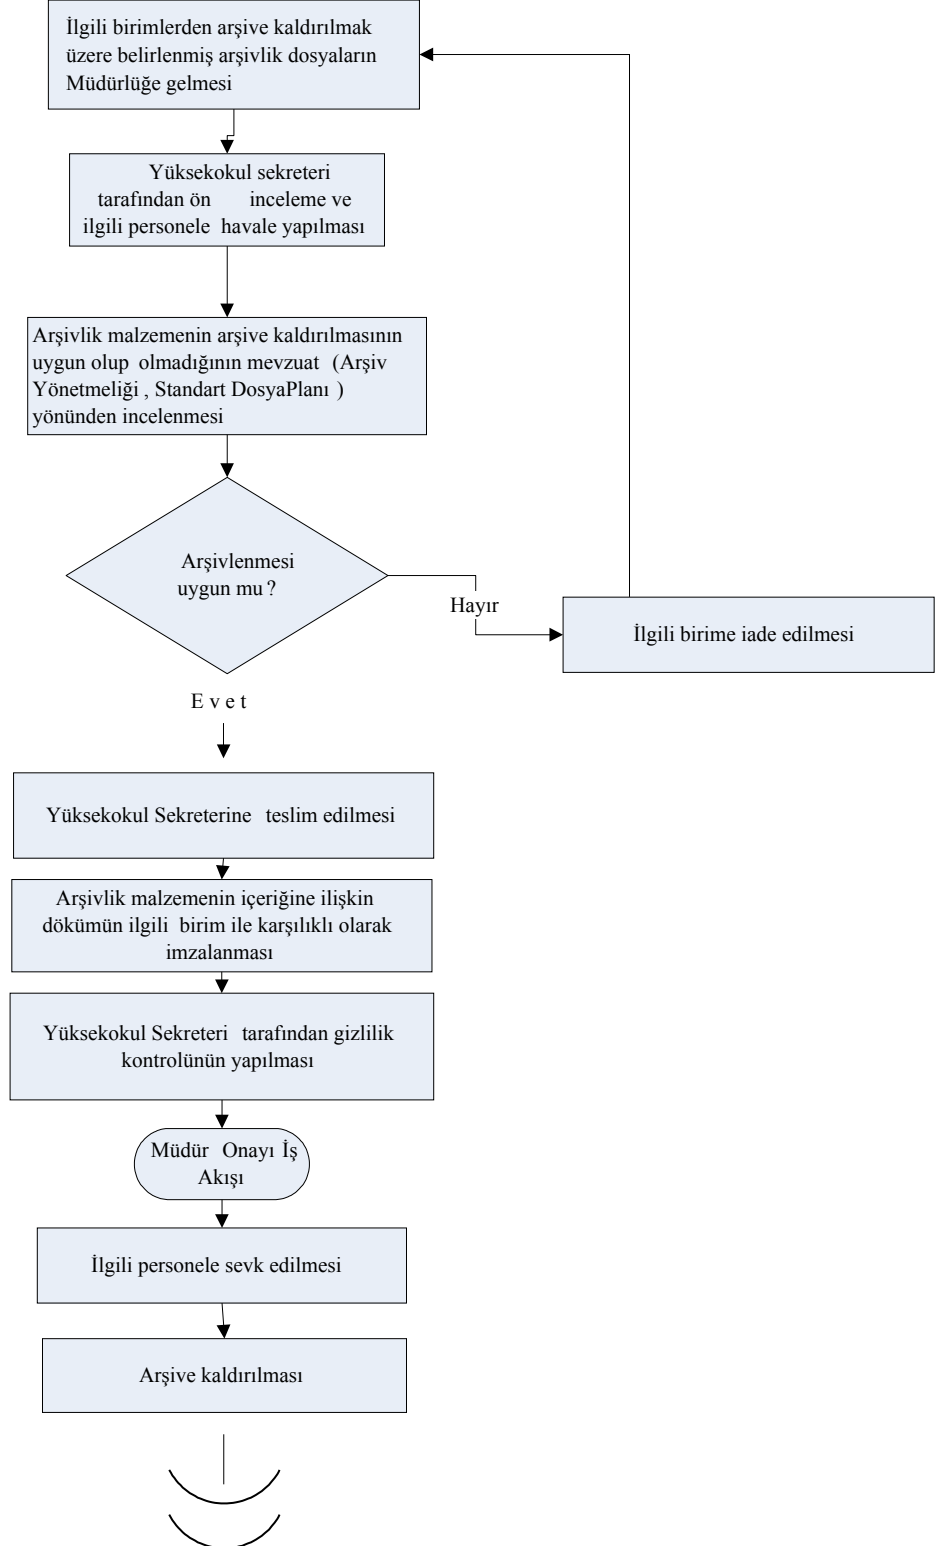 İlgili birimlerden arşive kaldırılmak
üzere belirlenmiş arşivlik dosyaların
Müdürlüğe gelmesi
Yüksekokul sekreteri
tarafından ön inceleme ve
ilgili personele havale yapılması
Arşivlik malzemenin arşive kaldırılmasının
uygun olup olmadığının mevzuat (Arşiv
Yönetmeliği , Standart DosyaPlanı )
yönünden incelenmesi
Arşivlenmesi
uygun mu ?
Hayır
İlgili birime iade edilmesi
E v e t
Yüksekokul Sekreterine teslim edilmesi
Arşivlik malzemenin içeriğine ilişkin
dökümün ilgili birim ile karşılıklı olarak
imzalanması
Yüksekokul Sekreteri tarafından gizlilik
kontrolünün yapılması
Müdür Onayı İş
Akışı
İlgili personele sevk edilmesi
Arşive kaldırılması